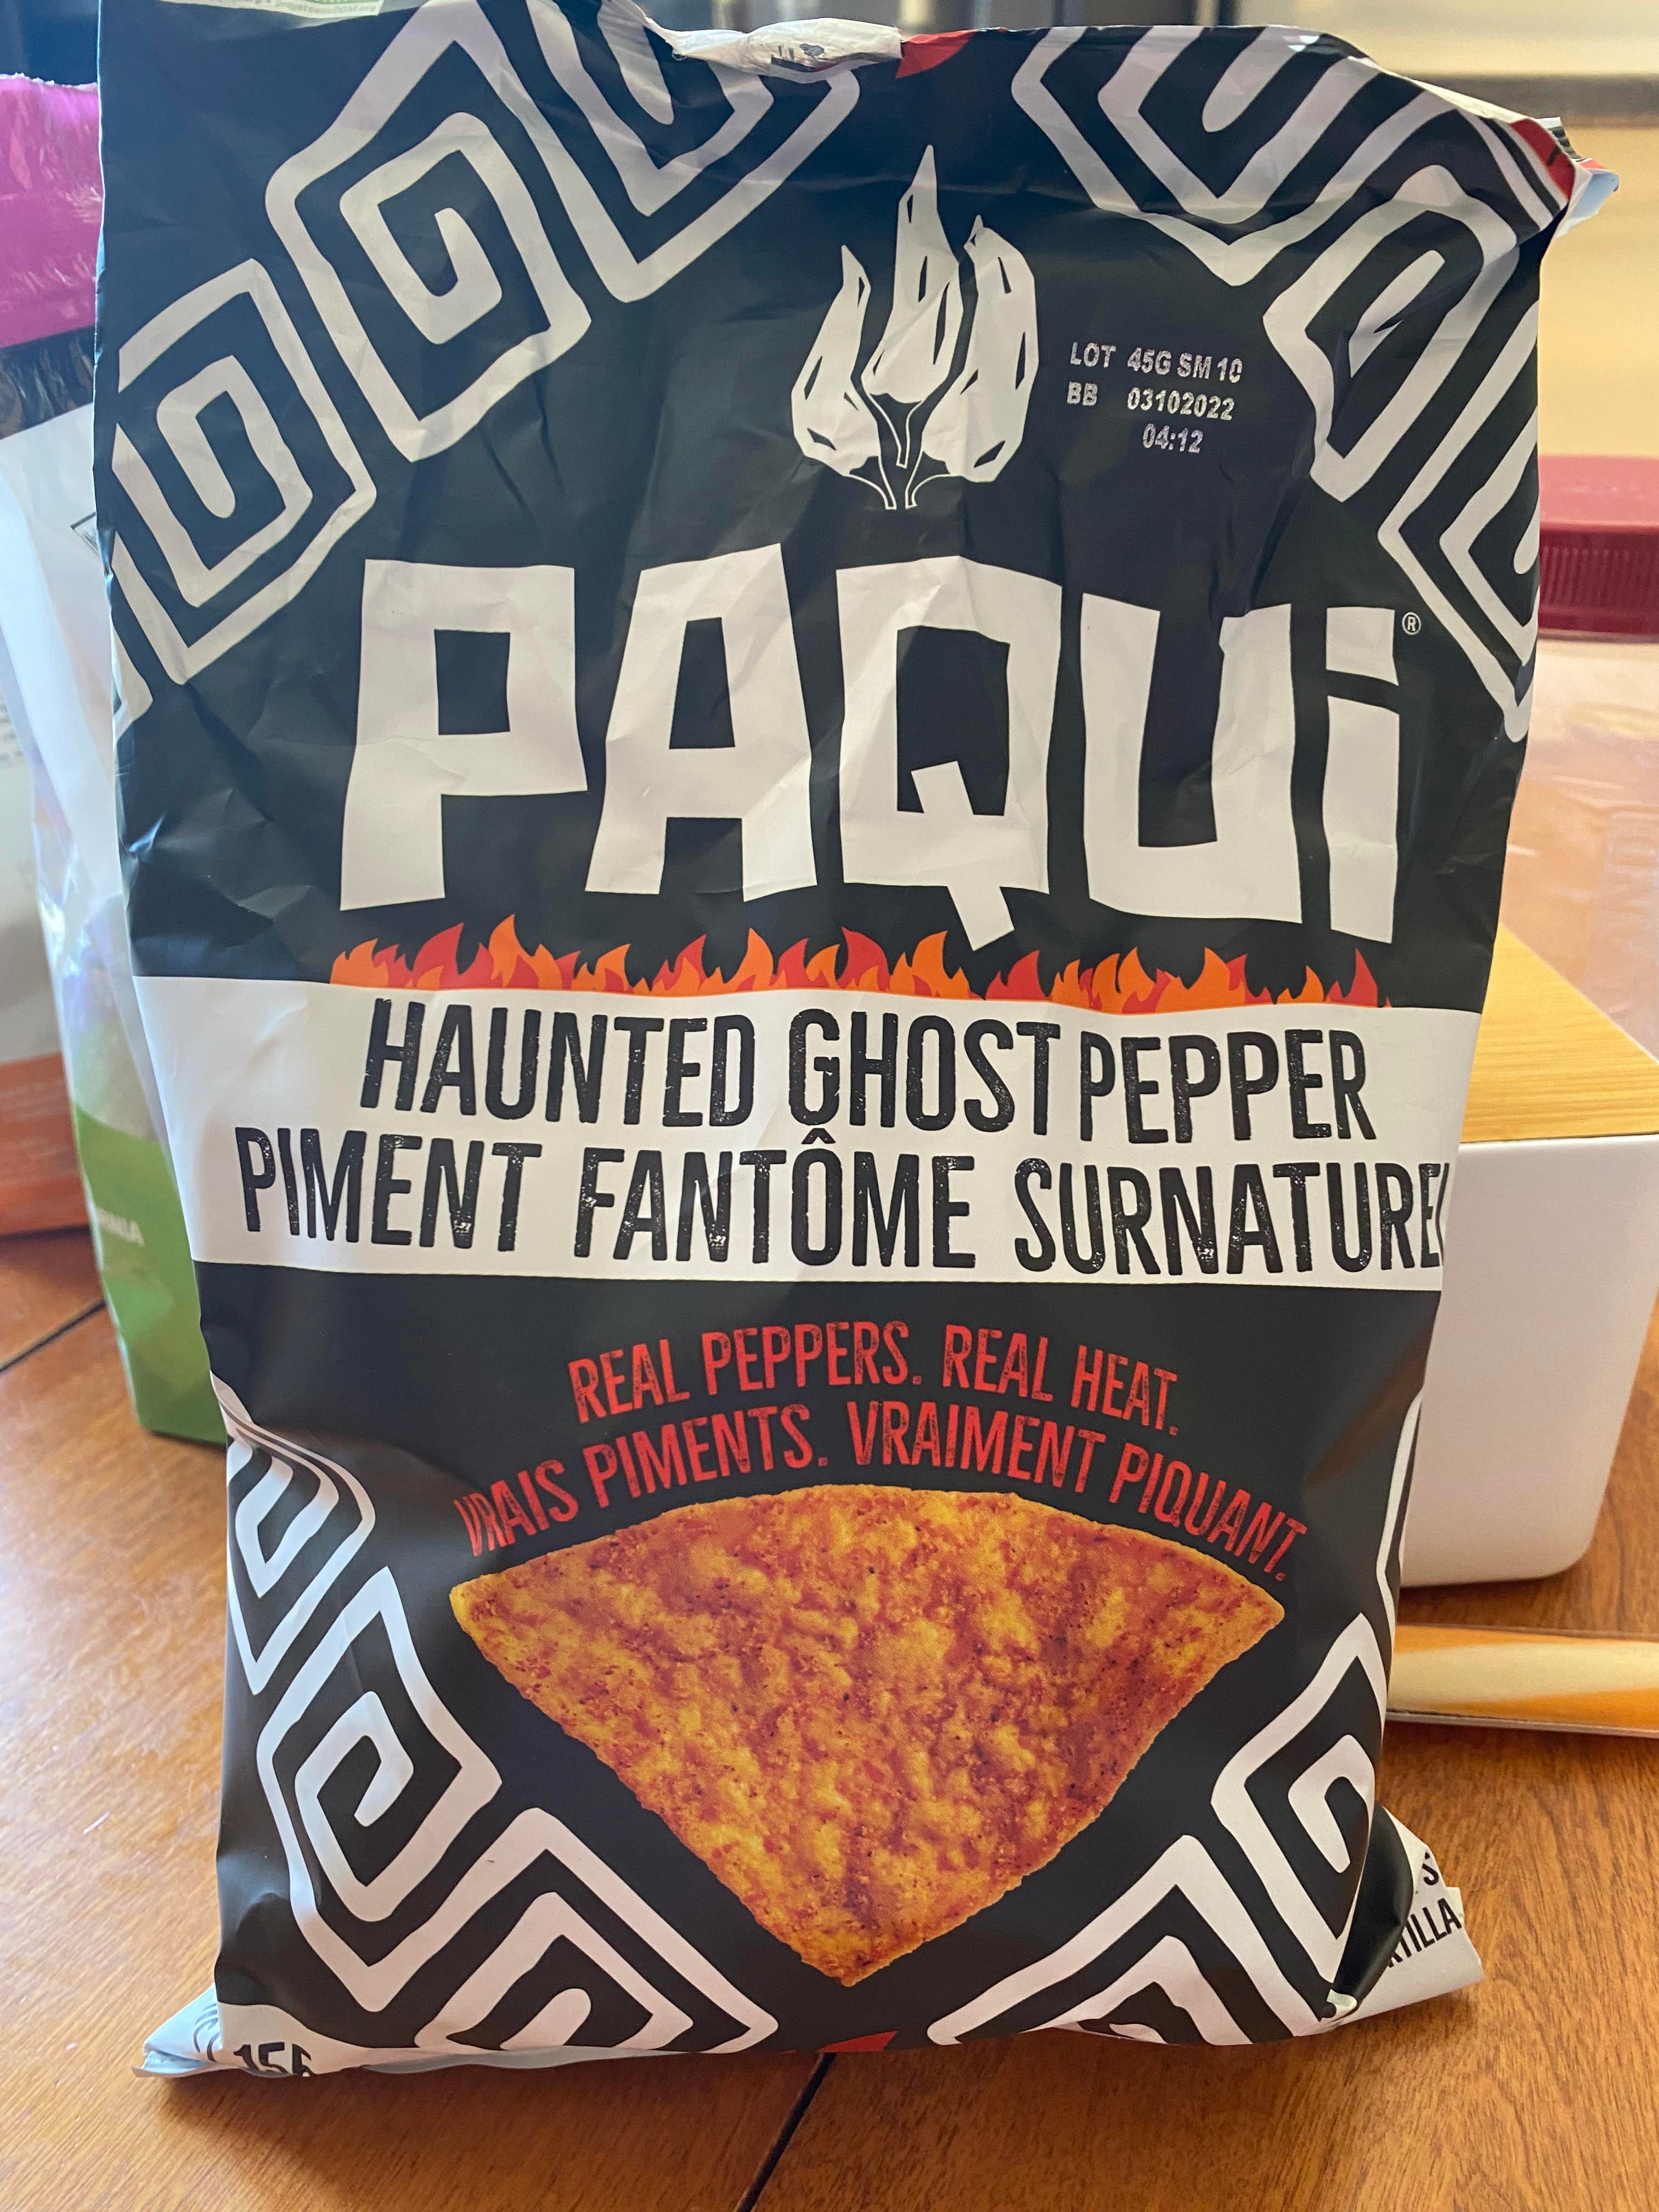 LOT 45G SM 10
BB 03102022
04:12
PAQUI®
HAUNTED GHOST PEPPER
PIMENT FANTÔME SURNATUREL
REAL PEPPERS. REAL HEAT.
VRAIS PIMENTS. VRAIMENT PIQUANT.